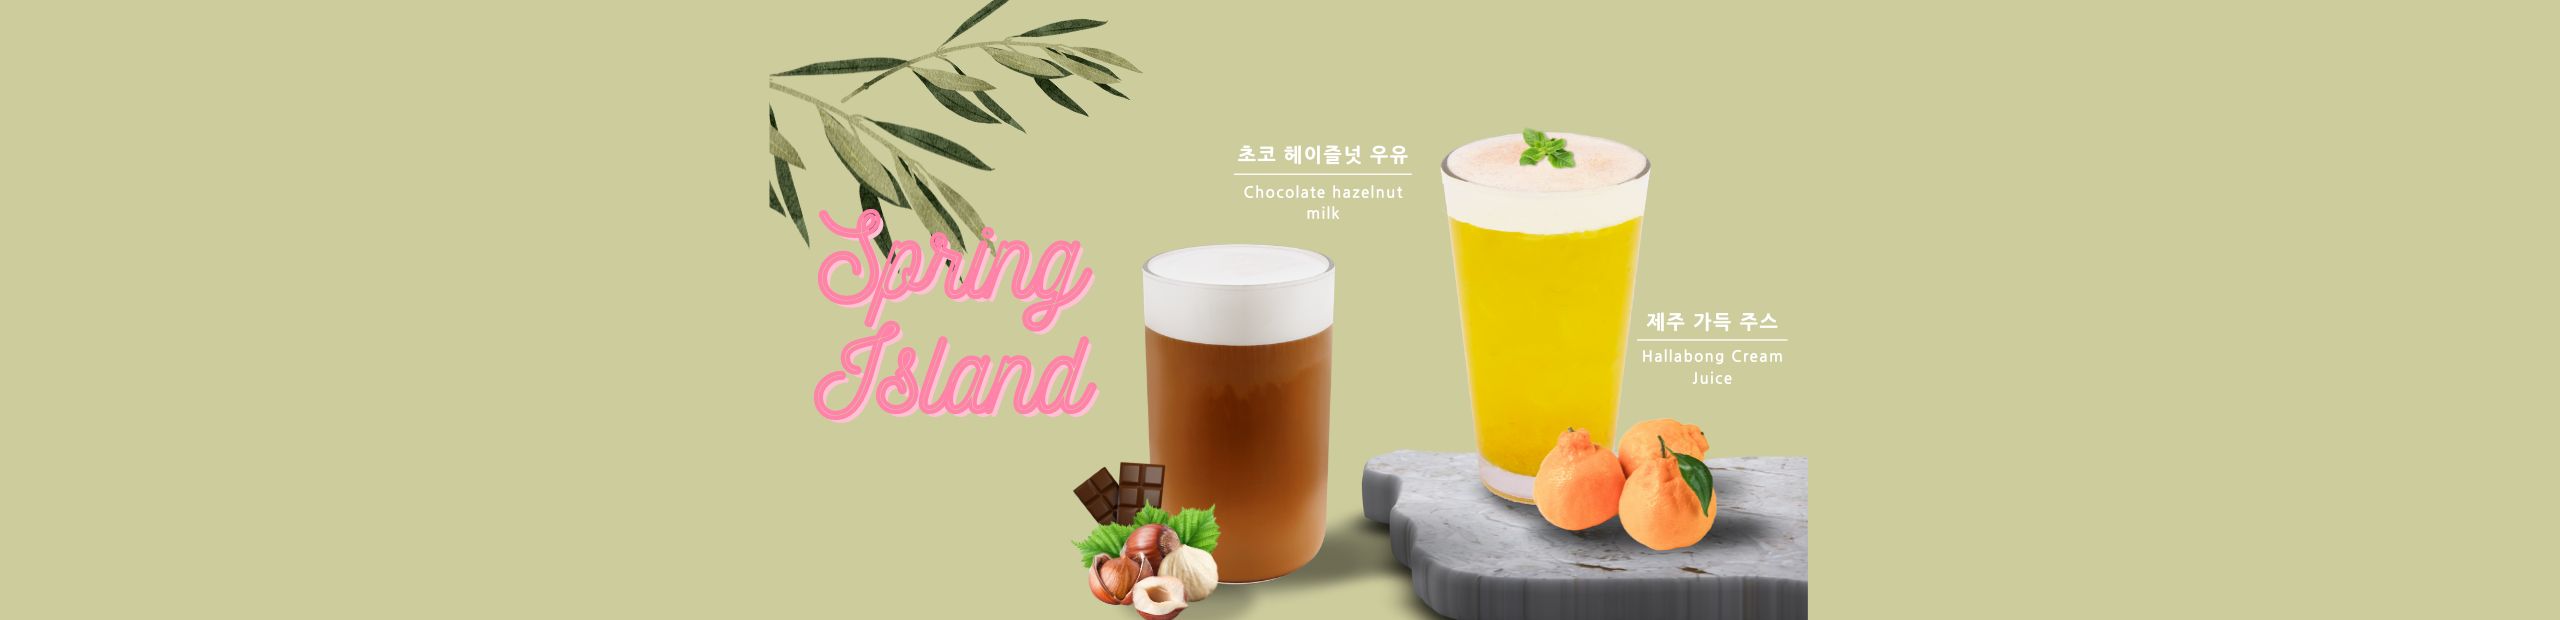 Spring
Island
초코 헤이즐넛 우유
Chocolate hazelnut
milk
제주 가득 주스
Hallabong Cream
Juice